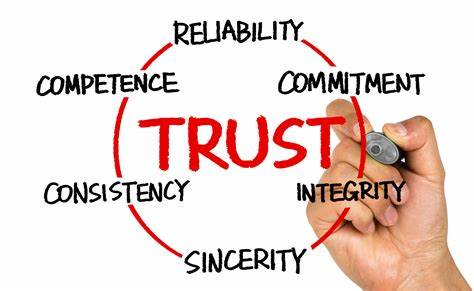 RELIABILITY
COMPETENCE
COMMITMENT
TRUST
CONSISTENCY
INTEGRITY
SINCERITY